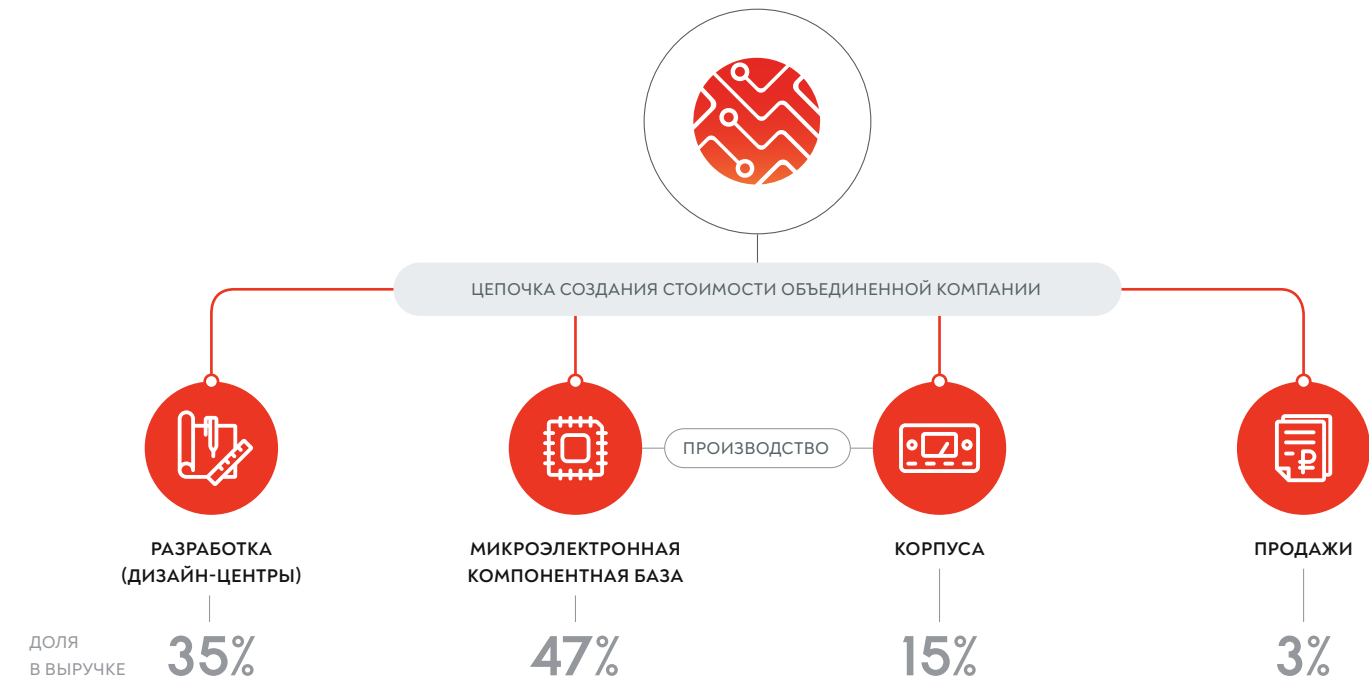 ЦЕПОЧКА СОЗДАНИЯ СТОИМОСТИ ОБЪЕДИНЕННОЙ КОМПАНИИ
ПРОИЗВОДСТВО
РАЗРАБОТКА
(ДИЗАЙН-ЦЕНТРЫ)
МИКРОЭЛЕКТРОННАЯ
КОМПОНЕНТНАЯ БАЗА
КОРПУСА
ПРОДАЖИ
ДОЛЯ
В ВЫРУЧКЕ
35%
47%
15%
3%